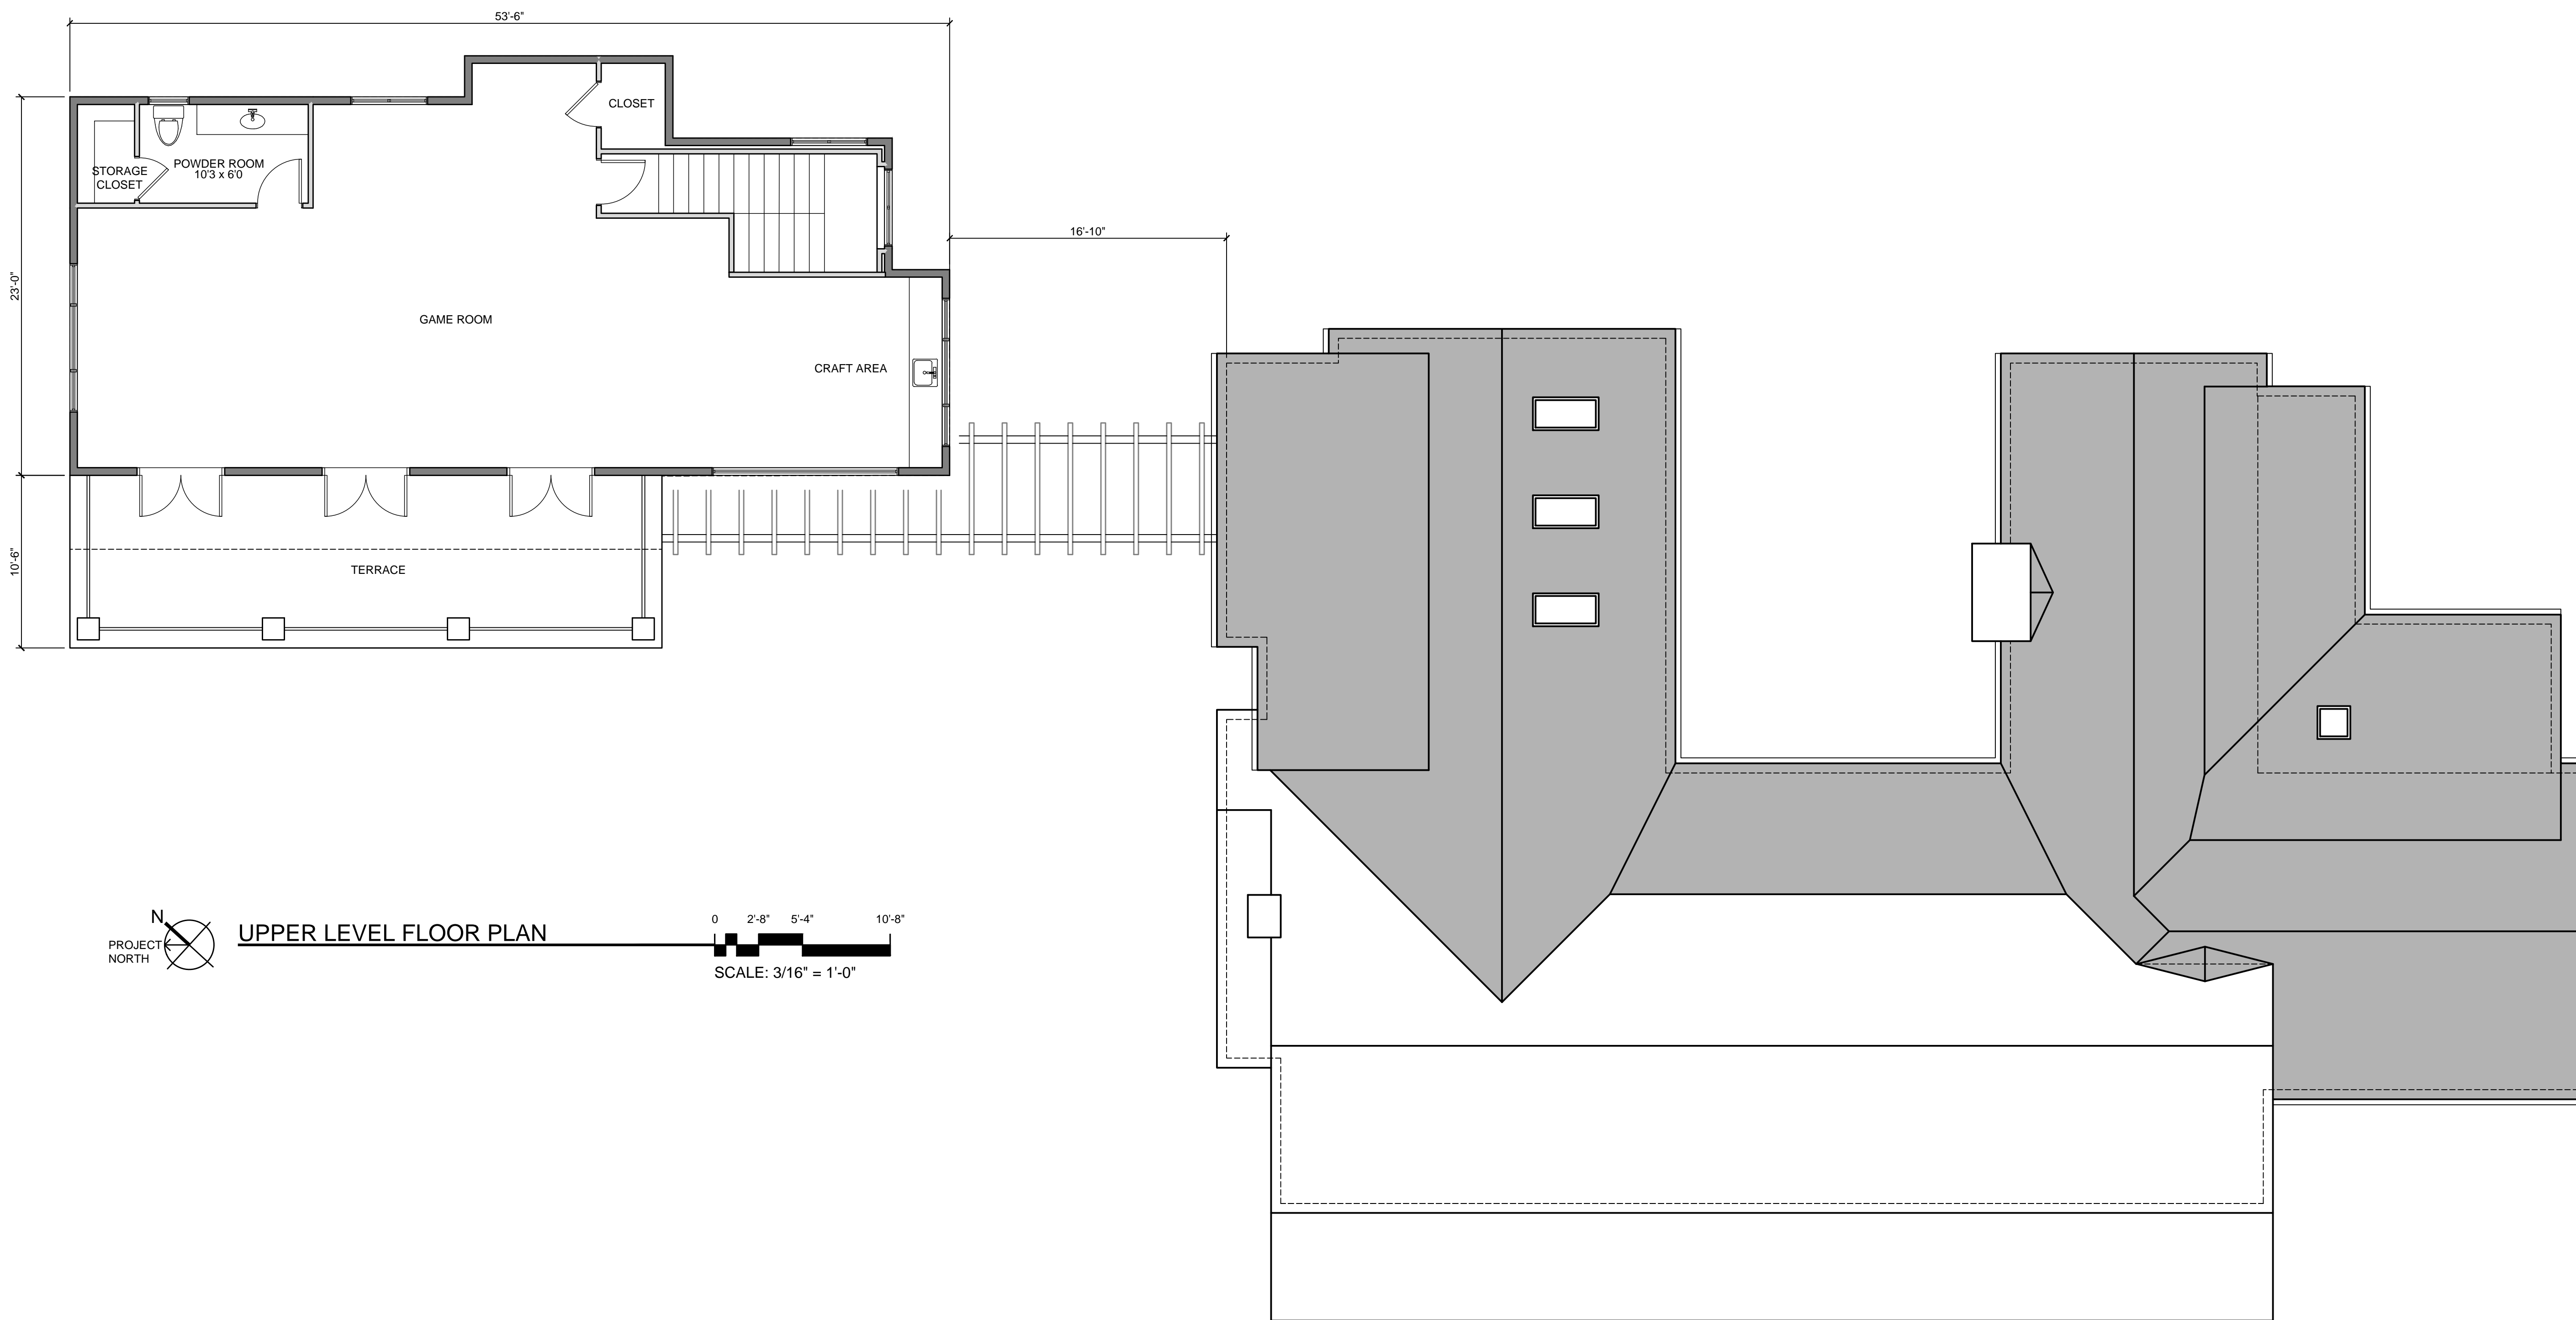 53'-6"
CLOSET
POWDER ROOM
10'3 x 6'0
STORAGE
CLOSET
16'-10"
23'-0"
GAME ROOM
CRAFT AREA
10'-6"
TERRACE
N
PROJECT
NORTH
UPPER LEVEL FLOOR PLAN
0 2'-8" 5'-4" 10'-8"
SCALE: 3/16" = 1'-0"